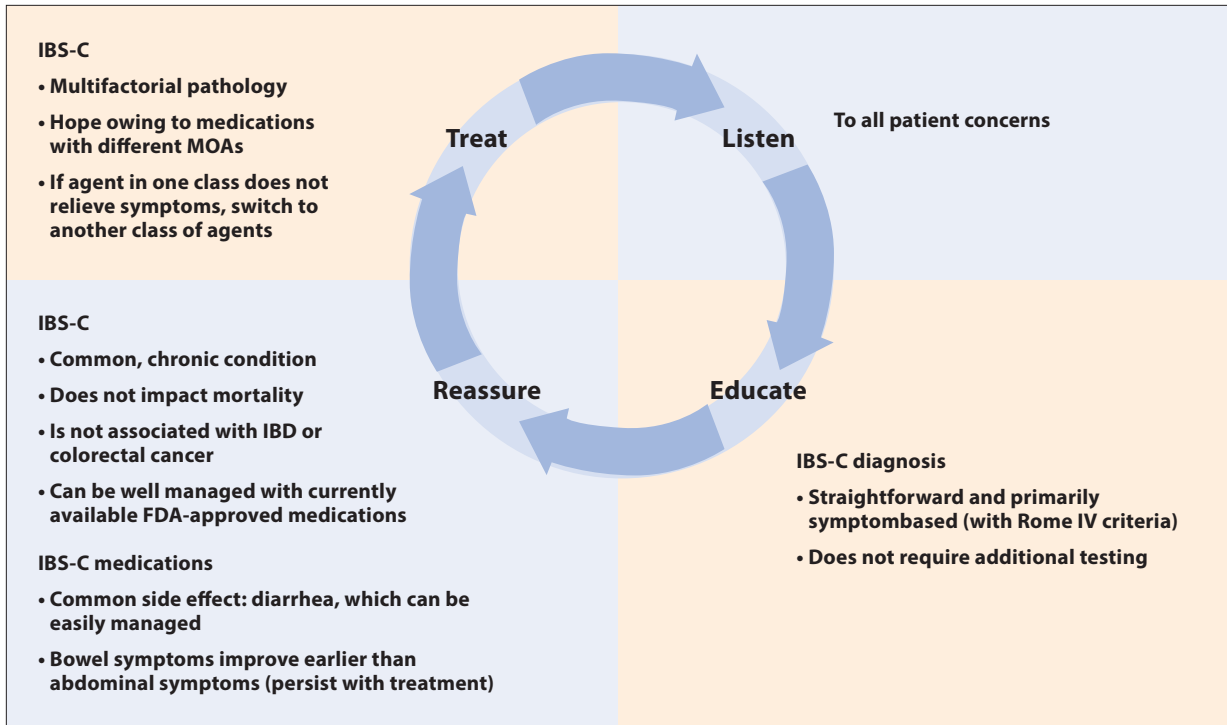 IBS-C
• Multifactorial pathology
• Hope owing to medications
with different MOAs
• If agent in one class does not
relieve symptoms, switch to
another class of agents
Treat
Listen
To all patient concerns
IBS-C
• Common, chronic condition
• Does not impact mortality
• Is not associated with IBD or
colorectal cancer
• Can be well managed with currently
available FDA-approved medications
IBS-C medications
• Common side effect: diarrhea, which can be
easily managed
• Bowel symptoms improve earlier than
abdominal symptoms (persist with treatment)
Reassure
Educate
IBS-C diagnosis
• Straightforward and primarily
symptombased (with Rome IV criteria)
• Does not require additional testing